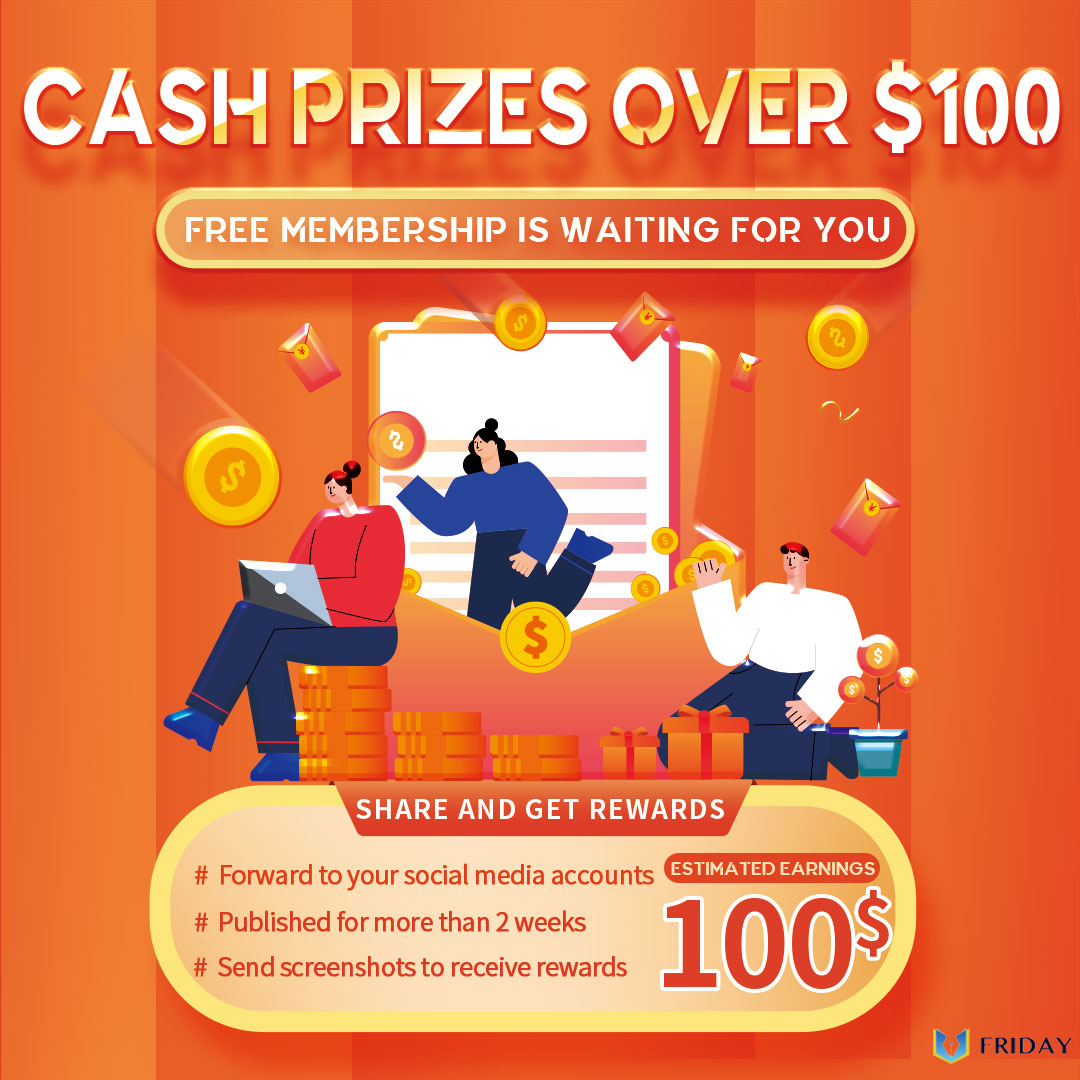 CASH PRIZES OVER $100
FREE MEMBERSHIP IS WAITING FOR YOU
SHARE AND GET REWARDS
# Forward to your social media accounts
# Published for more than 2 weeks
# Send screenshots to receive rewards
ESTIMATED EARNINGS
100$
FRIDAY